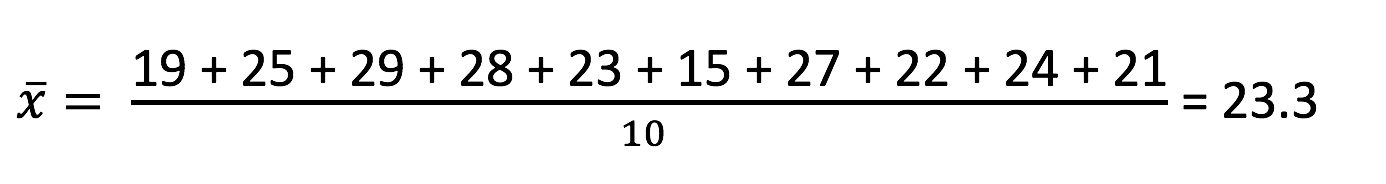 x̄ = 19 + 25 + 29 + 28 + 23 + 15 + 27 + 22 + 24 + 21 = 23.3
10